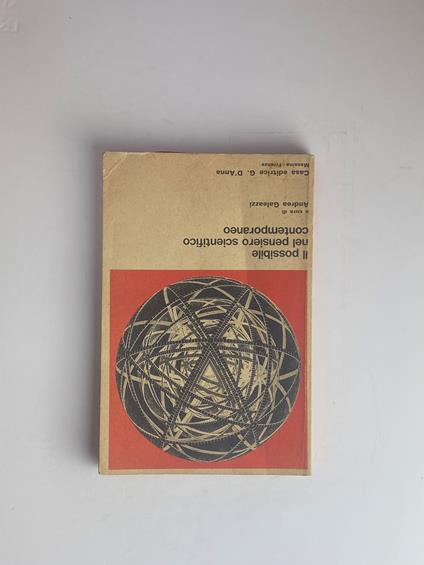 Il possibile
nel pensiero scientifico
contemporaneo
a cura di
Andrea Galeazzi
Casa editrice G. D'Anna
Messina - Firenze